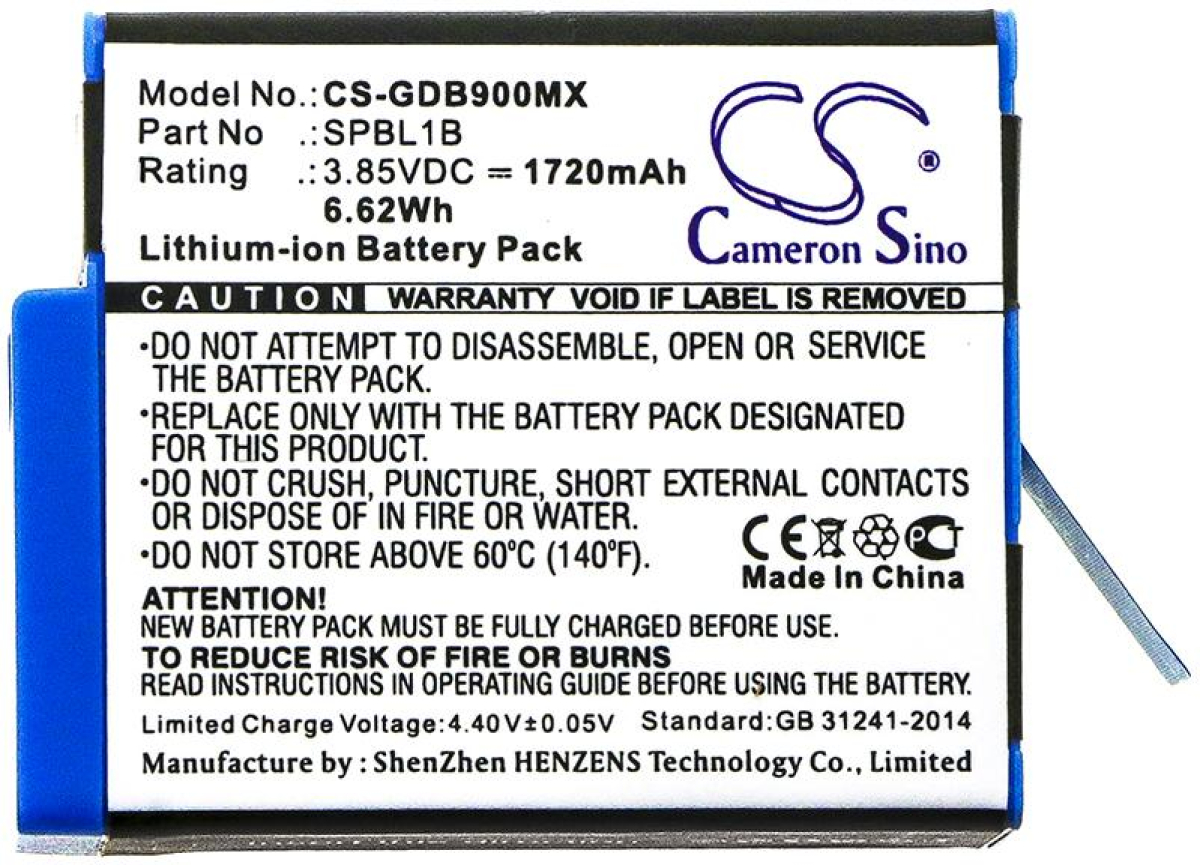 Model No.:CS-GDB900MX
Part No .:SPBL1B
Rating .:3.85VDC = 1720mAh
6.62Wh
Lithium-ion Battery Pack
CS ®
Cameron Sino
CAUTION WARRANTY VOID IF LABEL IS REMOVED
•DO NOT ATTEMPT TO DISASSEMBLE, OPEN OR SERVICE
THE BATTERY PACK.
•REPLACE ONLY WITH THE BATTERY PACK DESIGNATED
FOR THIS PRODUCT.
•DO NOT CRUSH, PUNCTURE, SHORT EXTERNAL CONTACTS
OR DISPOSE OF IN FIRE OR WATER.
•DO NOT STORE ABOVE 60°C (140°F).
CE PCT
Made In China
ATTENTION!
NEW BATTERY PACK MUST BE FULLY CHARGED BEFORE USE.
TO REDUCE RISK OF FIRE OR BURNS
READ INSTRUCTIONS IN OPERATING GUIDE BEFORE USING THE BATTERY.
Limited Charge Voltage:4.40V±0.05V Standard:GB 31241-2014
Manufacture by : ShenZhen HENZENS Technology Co., Limited